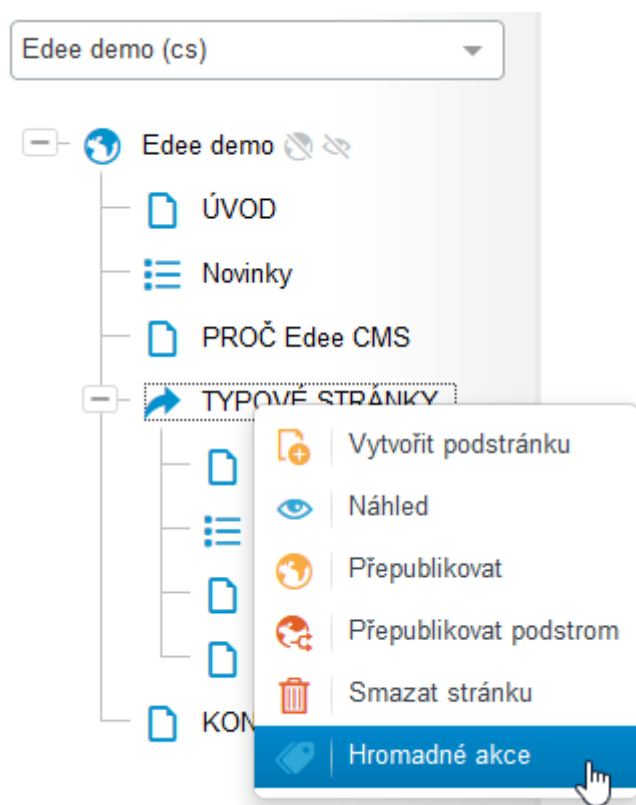 Edee demo (cs)
Edee demo
ÚVOD
Novinky
PROČ Edee CMS
TYPOVÉ STRÁNKY
Vytvořit podstránku
Náhled
Přepublikovat
Přepublikovat podstrom
Smazat stránku
KON
Hromadné akce